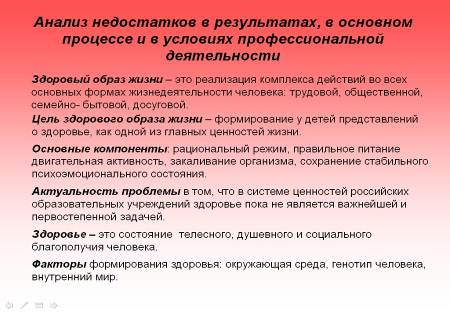 Анализ недостатков в результатах, в основном
процессе и в условиях профессиональной
деятельности
Здоровый образ жизни – это реализация комплекса действий во всех
основных формах жизнедеятельности человека: трудовой, общественной,
семейно- бытовой, досуговой.
Цель здорового образа жизни – формирование у детей представлений
о здоровье, как одной из главных ценностей жизни.
Основные компоненты: рациональный режим, правильное питание
двигательная активность, закаливание организма, сохранение стабильного
психоэмоционального состояния.
Актуальность проблемы в том, что в системе ценностей российских
образовательных учреждений здоровье пока не является важнейшей и
первостепенной задачей.
Здоровье – это состояние телесного, душевного и социального
благополучия человека.
Факторы формирования здоровья: окружающая среда, генотип человека,
внутренний мир.